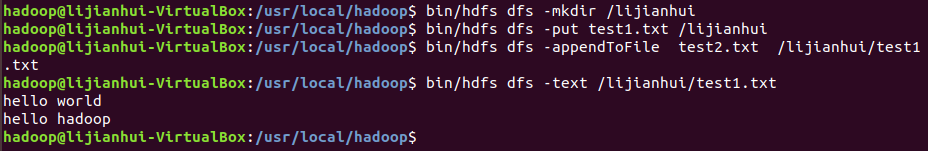 hadoop@lijianhui-VirtualBox:/usr/local/hadoop$ bin/hdfs dfs -mkdir /lijianhui
hadoop@lijianhui-VirtualBox:/usr/local/hadoop$ bin/hdfs dfs -put test1.txt /lijianhui
hadoop@lijianhui-VirtualBox:/usr/local/hadoop$ bin/hdfs dfs -appendToFile  test2.txt  /lijianhui/test1
.txt
hadoop@lijianhui-VirtualBox:/usr/local/hadoop$ bin/hdfs dfs -text /lijianhui/test1.txt
hello world
hello hadoop
hadoop@lijianhui-VirtualBox:/usr/local/hadoop$